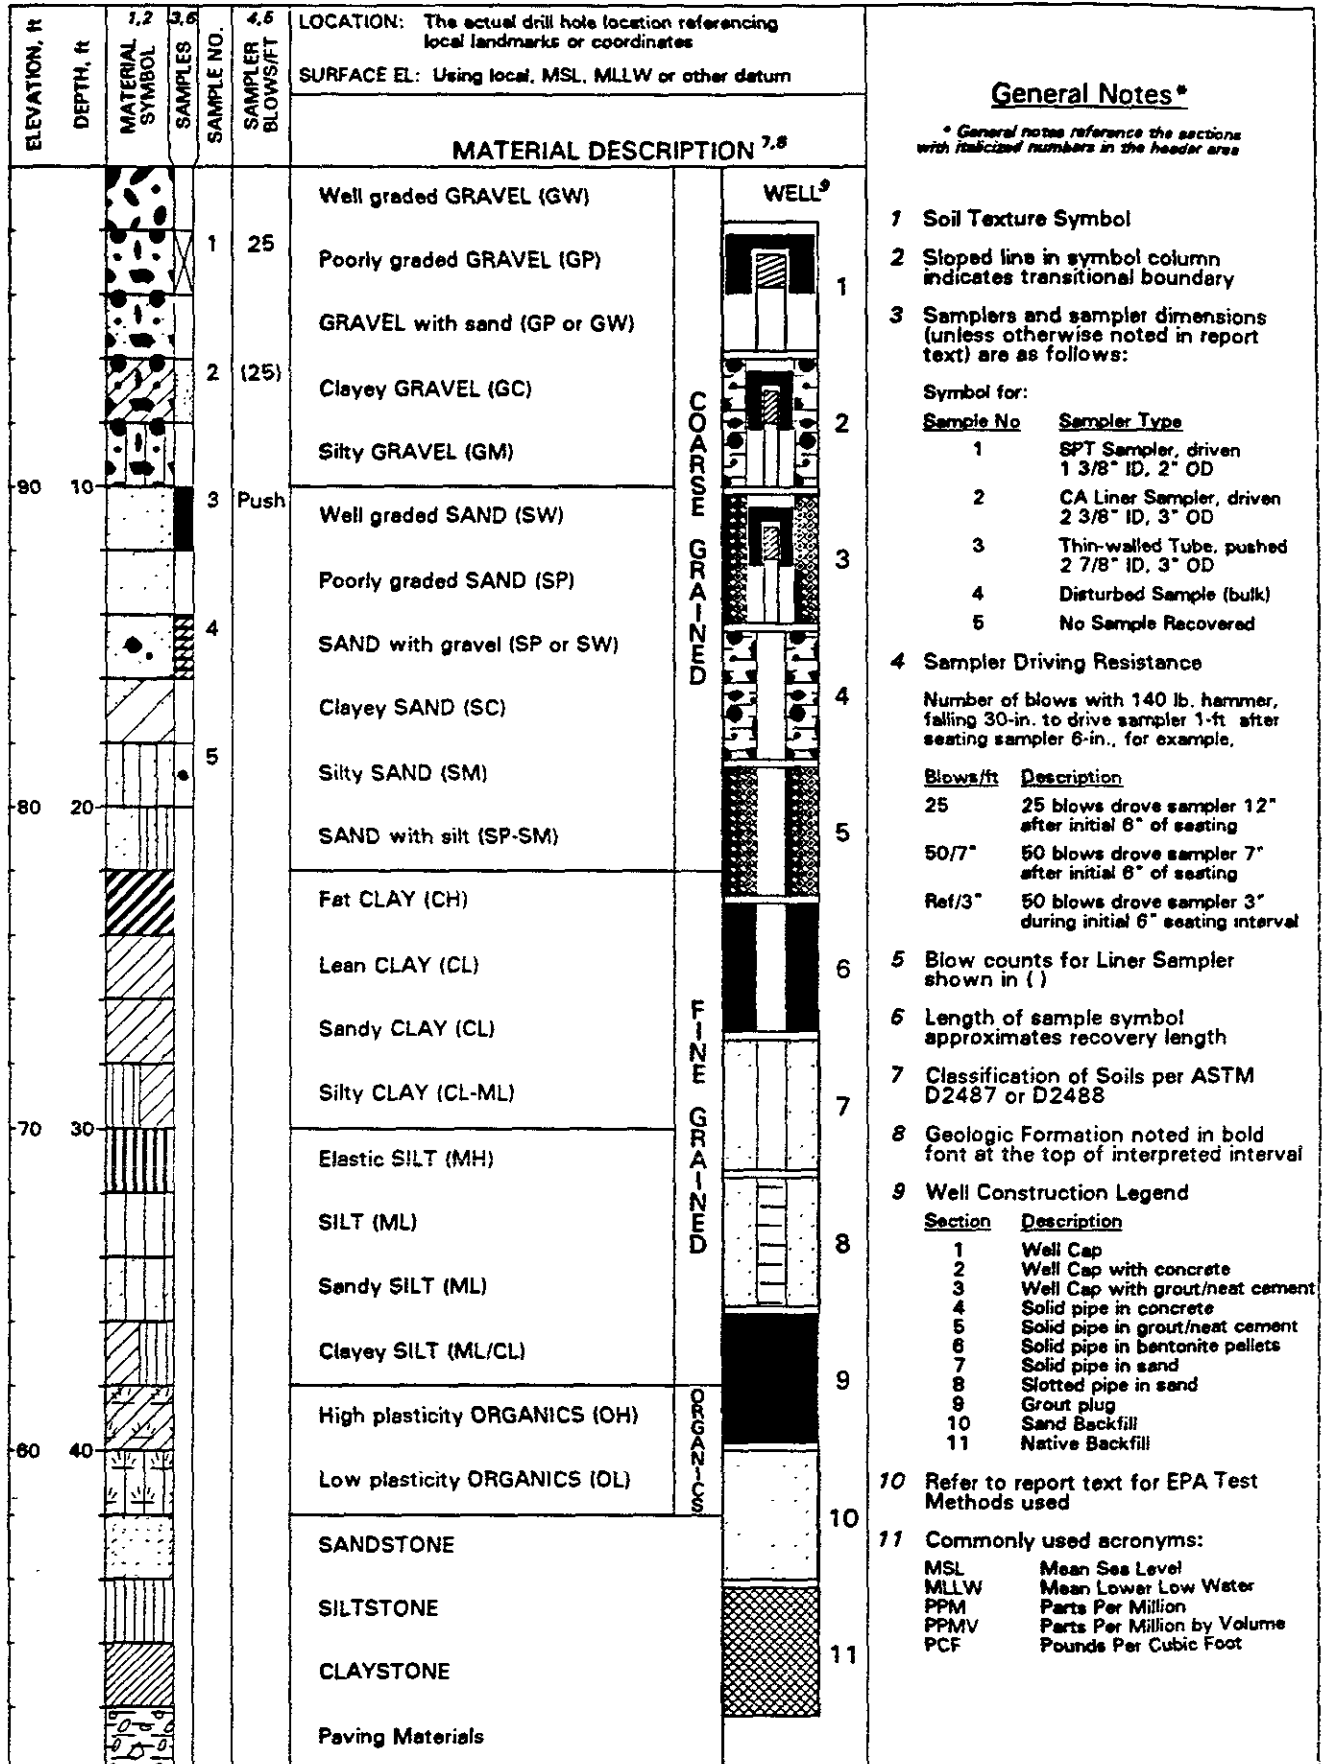 ELEVATION, ft
DEPTH, ft
1,2
MATERIAL SYMBOL
3,6
SAMPLES
SAMPLE NO.
4,5
SAMPLER BLOWS/FT
LOCATION: The actual drill hole location referencing
local landmarks or coordinates
SURFACE EL: Using local, MSL, MLLW or other datum
MATERIAL DESCRIPTION 7,8
WELL 9
Well graded GRAVEL (GW)
1 25
Poorly graded GRAVEL (GP)
1
GRAVEL with sand (GP or GW)
2 (25)
Clayey GRAVEL (GC)
2
Silty GRAVEL (GM)
90 10
3 Push
Well graded SAND (SW)
3
Poorly graded SAND (SP)
4
SAND with gravel (SP or SW)
4
Clayey SAND (SC)
5
Silty SAND (SM)
80 20
SAND with silt (SP-SM)
5
COARSE GRAINED
Fat CLAY (CH)
Lean CLAY (CL)
6
Sandy CLAY (CL)
Silty CLAY (CL-ML)
7
70 30
Elastic SILT (MH)
SILT (ML)
8
Sandy SILT (ML)
Clayey SILT (ML/CL)
9
FINE GRAINED
High plasticity ORGANICS (OH)
60 40
Low plasticity ORGANICS (OL)
ORGANICS
10
SANDSTONE
SILTSTONE
11
CLAYSTONE
Paving Materials
General Notes*
* General notes reference the sections
with italicized numbers in the header area
1 Soil Texture Symbol
2 Sloped line in symbol column
indicates transitional boundary
3 Samplers and sampler dimensions
(unless otherwise noted in report
text) are as follows:
Symbol for:
Sample No Sampler Type
1 SPT Sampler, driven
1 3/8" ID, 2" OD
2 CA Liner Sampler, driven
2 3/8" ID, 3" OD
3 Thin-walled Tube, pushed
2 7/8" ID, 3" OD
4 Disturbed Sample (bulk)
5 No Sample Recovered
4 Sampler Driving Resistance
Number of blows with 140 lb. hammer,
falling 30-in. to drive sampler 1-ft after
seating sampler 6-in., for example,
Blows/ft Description
25 25 blows drove sampler 12"
after initial 6" of seating
50/7" 50 blows drove sampler 7"
after initial 6" of seating
Ref/3" 50 blows drove sampler 3"
during initial 6" seating interval
5 Blow counts for Liner Sampler
shown in ( )
6 Length of sample symbol
approximates recovery length
7 Classification of Soils per ASTM
D2487 or D2488
8 Geologic Formation noted in bold
font at the top of interpreted interval
9 Well Construction Legend
Section Description
1 Well Cap
2 Well Cap with concrete
3 Well Cap with grout/neat cement
4 Solid pipe in concrete
5 Solid pipe in grout/neat cement
6 Solid pipe in bentonite pellets
7 Solid pipe in sand
8 Slotted pipe in sand
9 Grout plug
10 Sand Backfill
11 Native Backfill
10 Refer to report text for EPA Test
Methods used
11 Commonly used acronyms:
MSL Mean Sea Level
MLLW Mean Lower Low Water
PPM Parts Per Million
PPMV Parts Per Million by Volume
PCF Pounds Per Cubic Foot